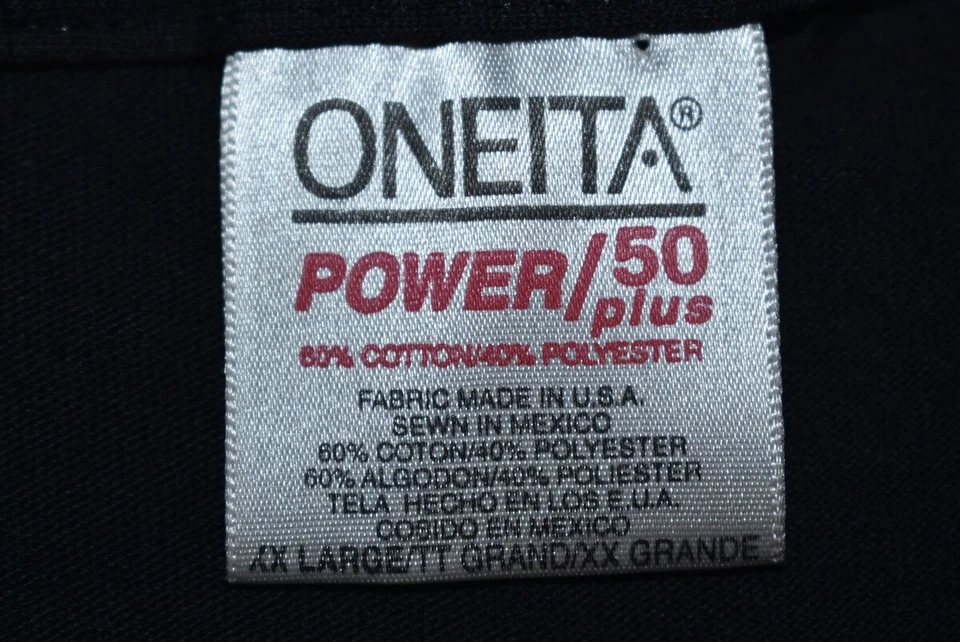 ONEITA®
POWER/50 plus
60% COTTON/40% POLYESTER
FABRIC MADE IN U.S.A.
SEWN IN MEXICO
60% COTON/40% POLYESTER
60% ALGODON/40% POLIESTER
TELA HECHO EN LOS E.U.A.
COSIDO EN MEXICO
XX LARGE/TT GRAND/XX GRANDE